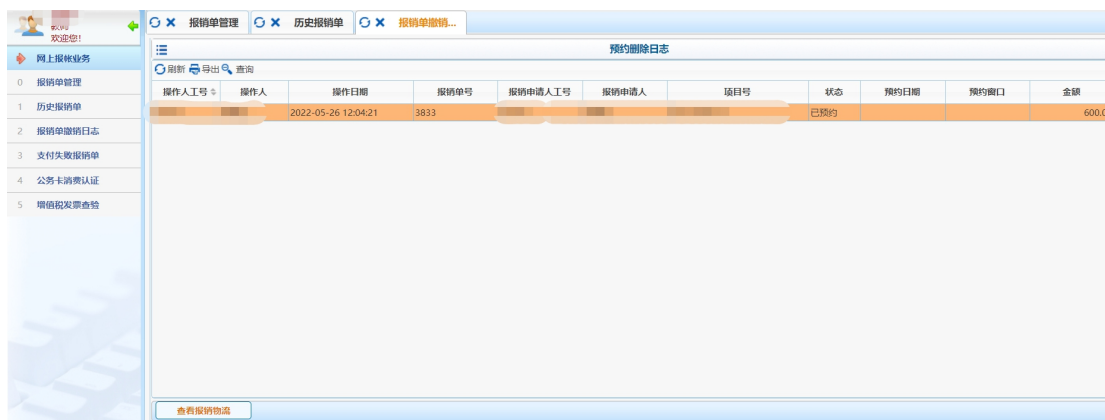 欢迎您!
网上报帐业务
0 报销单管理
1 历史报销单
2 报销单撤销日志
3 支付失败报销单
4 公务卡消费认证
5 增值税发票查验
报销单管理 历史报销单 报销单撤销...
预约删除日志
刷新 导出 查询
操作人工号 操作人 操作日期 报销单号 报销申请人工号 报销申请人 项目号 状态 预约日期 预约窗口 金额
2022-05-26 12:04:21 3833 已预约 600.0
查看报销物流